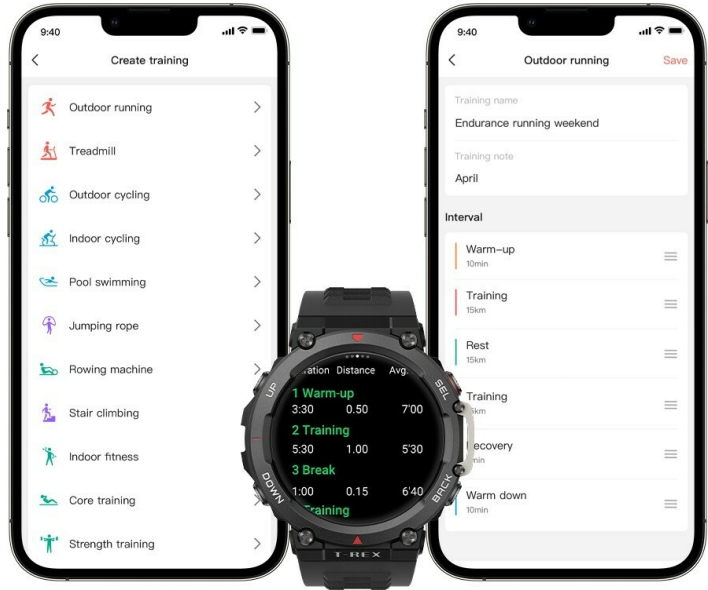 9:40
Create training
Outdoor running
Treadmill
Outdoor cycling
Indoor cycling
Pool swimming
Jumping rope
Rowing machine
Stair climbing
Indoor fitness
Core training
Strength training
UP
SEL
DOWN
BACK
Distance Avg.
1 Warm-up
3:30 0.50 7'00
2 Training
5:30 1.00 5'30
3 Break
1:00 0.15 6'40
Training
T-REX
9:40
Outdoor running Save
Training name
Endurance running weekend
Training note
April
Interval
Warm-up
10min
Training
15km
Rest
15km
Training
Warm down
10min